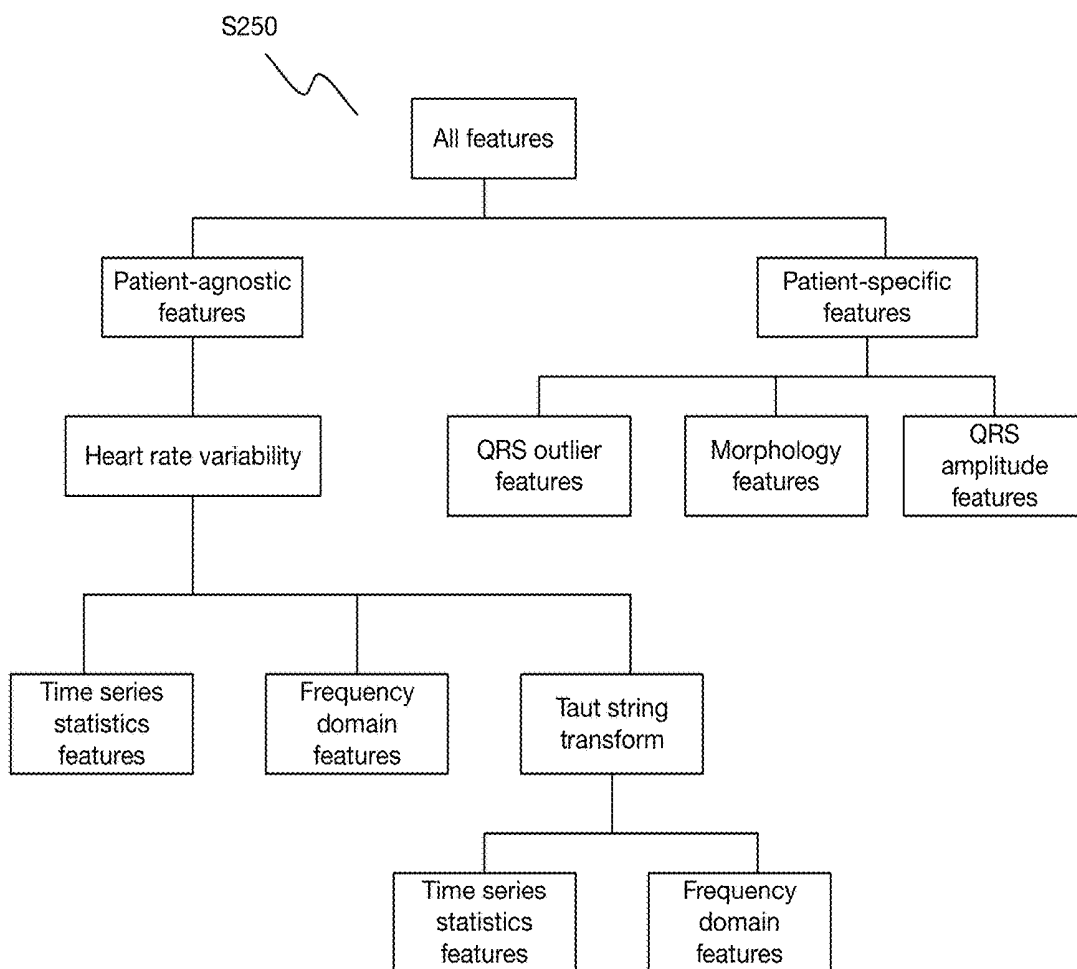 S250
All features
Patient-agnostic
features
Patient-specific
features
Heart rate variability
QRS outlier
features
Morphology
features
QRS
amplitude
features
Time series
statistics
features
Frequency
domain
features
Taut string
transform
Time series
statistics
features
Frequency
domain
features